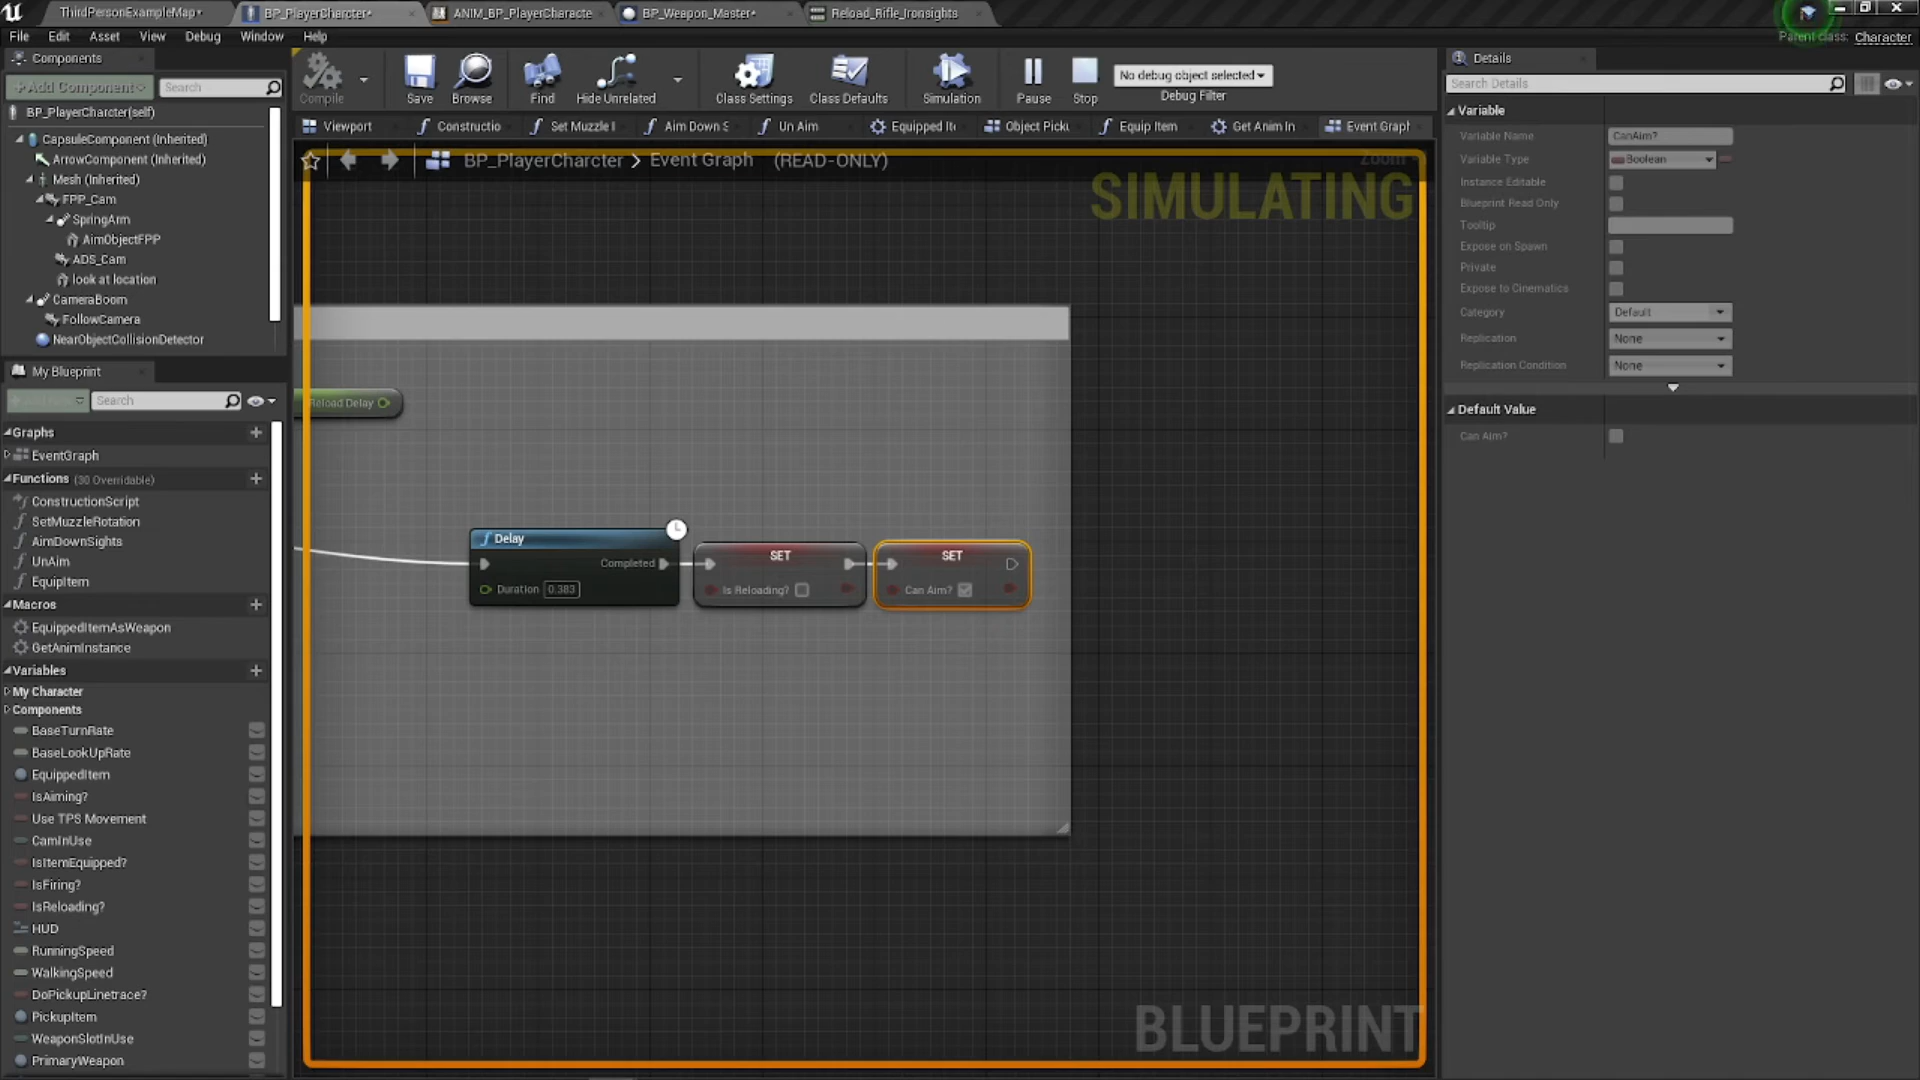 ThirdPersonExampleMap*
BP_PlayerCharcter*
ANIM_BP_PlayerCharacte
BP_Weapon_Master*
Reload_Rifle_Ironsights
File
Edit
Asset
View
Debug
Window
Help
Parent class: Character
Components
Add Component
Search
BP_PlayerCharcter(self)
CapsuleComponent (Inherited)
ArrowComponent (Inherited)
Mesh (Inherited)
FPP_Cam
SpringArm
AimObjectFPP
ADS_Cam
look at location
CameraBoom
FollowCamera
NearObjectCollisionDetector
My Blueprint
Search
Graphs
EventGraph
Functions (30 Overridable)
ConstructionScript
SetMuzzleRotation
AimDownSights
UnAim
EquipItem
Macros
EquippedItemAsWeapon
GetAnimInstance
Variables
My Character
Components
BaseTurnRate
BaseLookUpRate
EquippedItem
IsAiming?
Use TPS Movement
CamInUse
IsItemEquipped?
IsFiring?
IsReloading?
HUD
RunningSpeed
WalkingSpeed
DoPickupLinetrace?
PickupItem
WeaponSlotInUse
PrimaryWeapon
Compile
Save
Browse
Find
Hide Unrelated
Class Settings
Class Defaults
Simulation
Pause
Stop
No debug object selected
Debug Filter
Viewport
Constructio
Set Muzzle
Aim Down S
Un Aim
Equipped It
Object Picku
Equip Item
Get Anim In
Event Graph
BP_PlayerCharcter > Event Graph (READ-ONLY)
Zoom
SIMULATING
Reload Delay
Delay
Completed
Duration 0.383
SET
Is Reloading?
SET
Can Aim?
BLUEPRINT
Details
Search Details
Variable
Variable Name CanAim?
Variable Type Boolean
Instance Editable
Blueprint Read Only
Tooltip
Expose on Spawn
Private
Expose to Cinematics
Category Default
Replication None
Replication Condition None
Default Value
Can Aim?